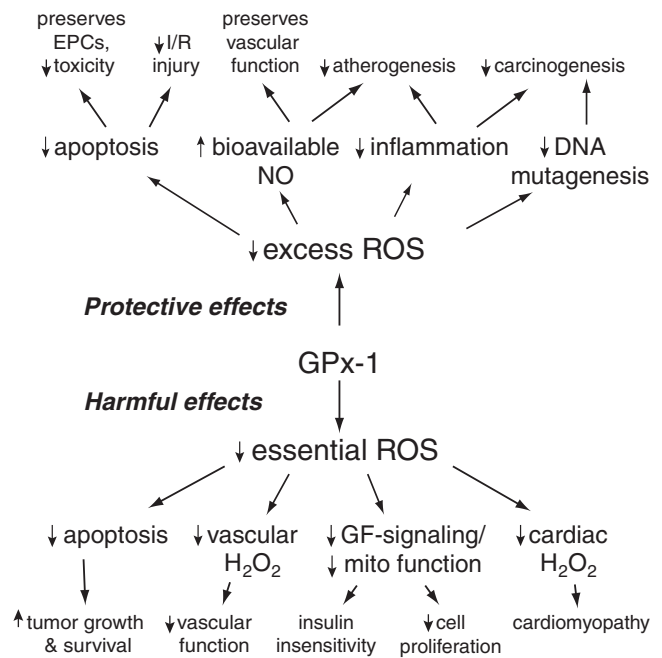 preserves
EPCs,
↓toxicity
↓I/R
injury
preserves
vascular
function
↓atherogenesis
↓carcinogenesis
↓apoptosis
↑ bioavailable
NO
↓inflammation
↓DNA
mutagenesis
↓excess ROS
Protective effects
GPx-1
Harmful effects
↓essential ROS
↓apoptosis
↓vascular
H₂O₂
↓GF-signaling/
↓mito function
↓cardiac
H₂O₂
↑tumor growth
& survival
↓vascular
function
insulin
insensitivity
↓cell
proliferation
cardiomyopathy